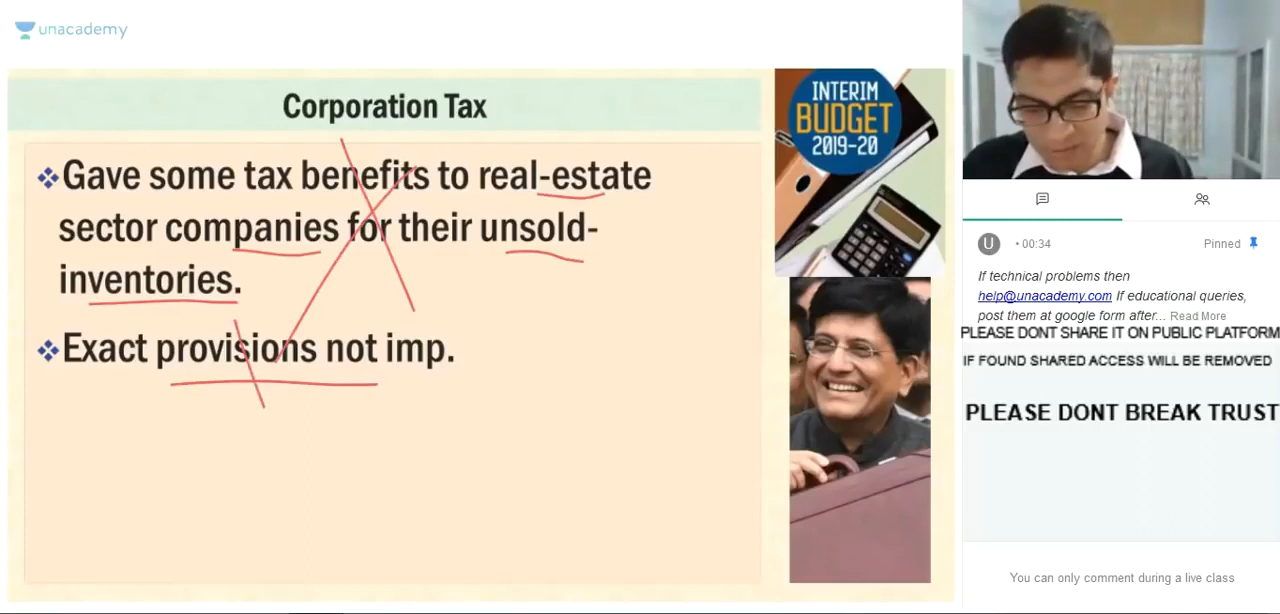 unacademy
Corporation Tax
❖Gave some tax benefits to real-estate
sector companies for their unsold-
inventories.
❖Exact provisions not imp.
INTERIM
BUDGET
2019-20
U • 00:34 Pinned
If technical problems then
help@unacademy.com If educational queries,
post them at google form after... Read More
PLEASE DONT SHARE IT ON PUBLIC PLATFORM
IF FOUND SHARED ACCESS WILL BE REMOVED
PLEASE DONT BREAK TRUST
You can only comment during a live class